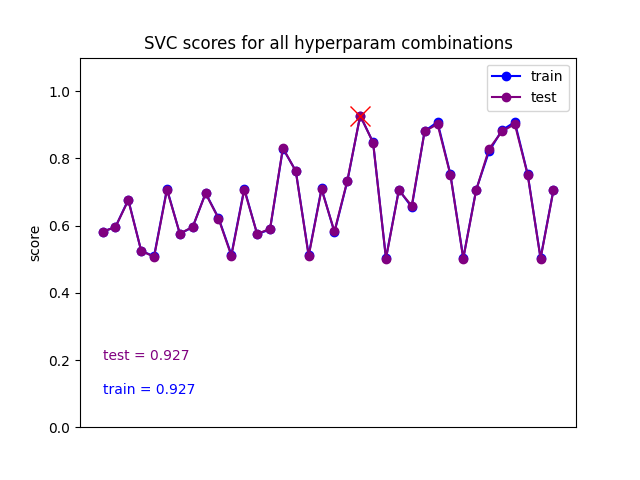 SVC scores for all hyperparam combinations
train
test
1.0
0.8
0.6
0.4
0.2
0.0
score
test = 0.927
train = 0.927